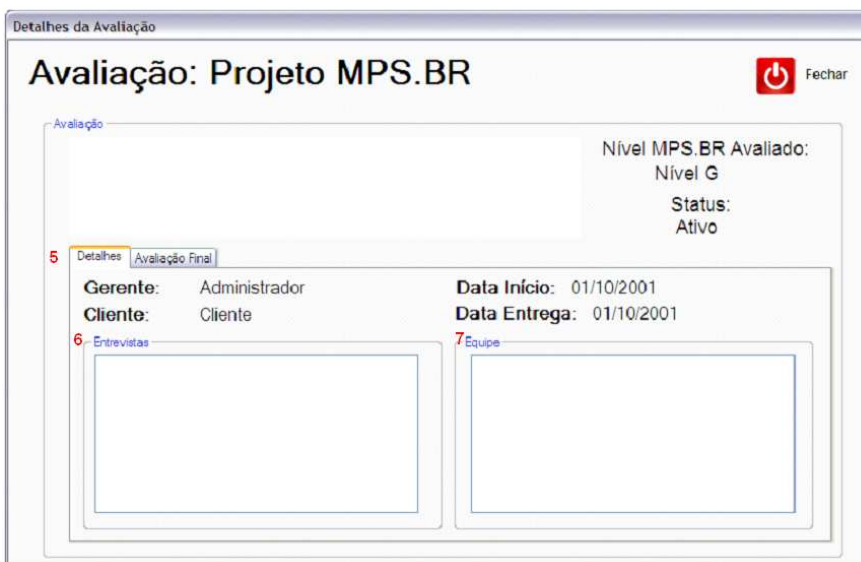 Detalhes da Avaliação
Avaliação: Projeto MPS.BR
Fechar
Avaliação
Nível MPS.BR Avaliado:
Nível G
Status:
Ativo
5 Detalhes Avaliação Final
Gerente: Administrador Data Início: 01/10/2001
Cliente: Cliente Data Entrega: 01/10/2001
6 Entrevistas 7 Equipe